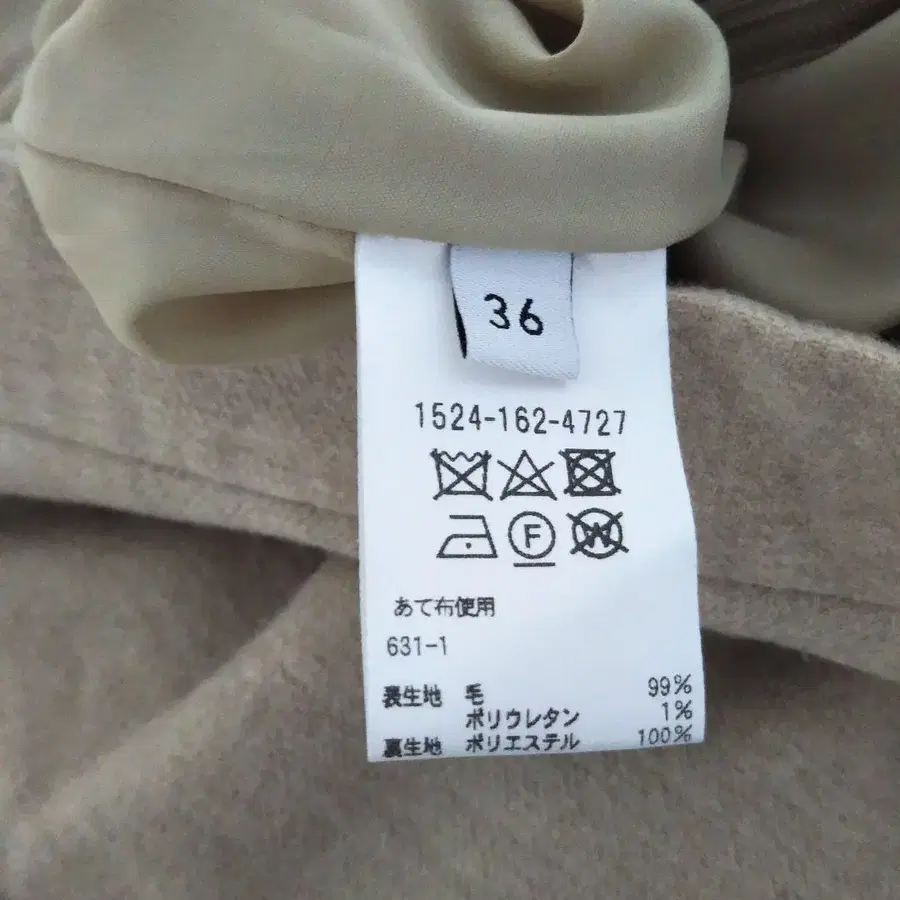 36
1524-162-4727
F W
あて布使用
631-1
表生地 毛 99%
ポリウレタン 1%
裏生地 ポリエステル 100%